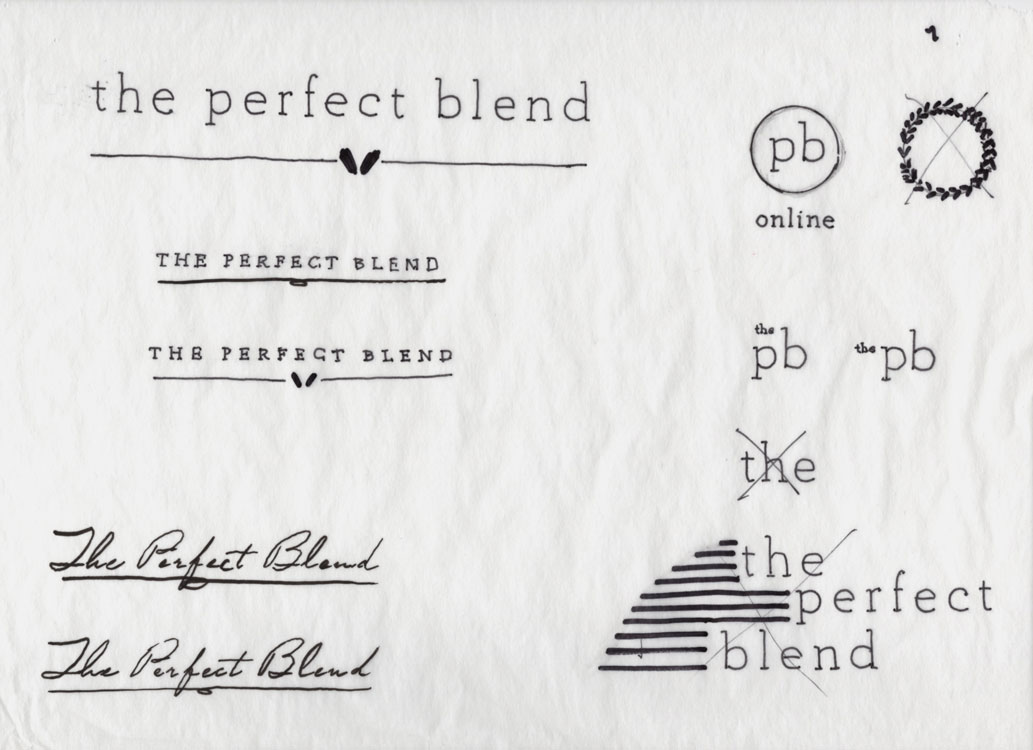 the perfect blend
THE PERFECT BLEND
THE PERFECT BLEND
The Perfect Blend
The Perfect Blend
pb
online
the
pb
the pb
the
the
perfect
blend